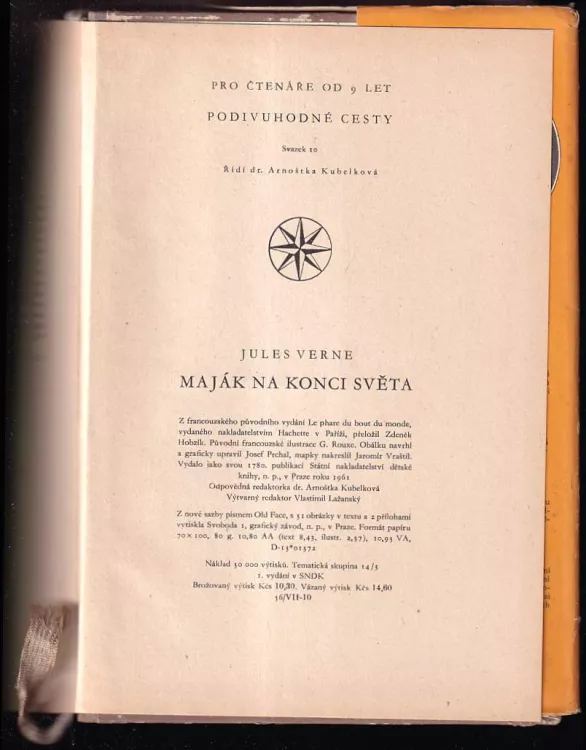 PRO ČTENÁŘE OD 9 LET
PODIVUHODNÉ CESTY
Svazek 10
Řídí dr. Arnoštka Kubelková
JULES VERNE
MAJÁK NA KONCI SVĚTA
Z francouzského původního vydání Le phare du bout du monde,
vydaného nakladatelstvím Hachette v Paříži, přeložil Zdeněk
Hobzík. Původní francouzské ilustrace G. Rouxe. Obálku navrhl
a graficky upravil Josef Pechal, mapky nakreslil Jaromír Vraštil.
Vydalo jako svou 1780. publikaci Státní nakladatelství dětské
knihy, n. p., v Praze roku 1961
Odpovědná redaktorka dr. Arnoštka Kubelková
Výtvarný redaktor Vlastimil Lažanský
Z nové sazby písmem Old Face, s 51 obrázky v textu a 2 přílohami
vytiskla Svoboda 1, grafický závod, n. p., v Praze. Formát papíru
70×100, 80 g. 10,80 AA (text 8,43, ilustr. 2,37), 10,95 VA,
D-13*01372
Náklad 30 000 výtisků. Tematická skupina 14/3
1. vydání v SNDK
Brožovaný výtisk Kčs 10,30. Vázaný výtisk Kčs 14,60
56/VII-10